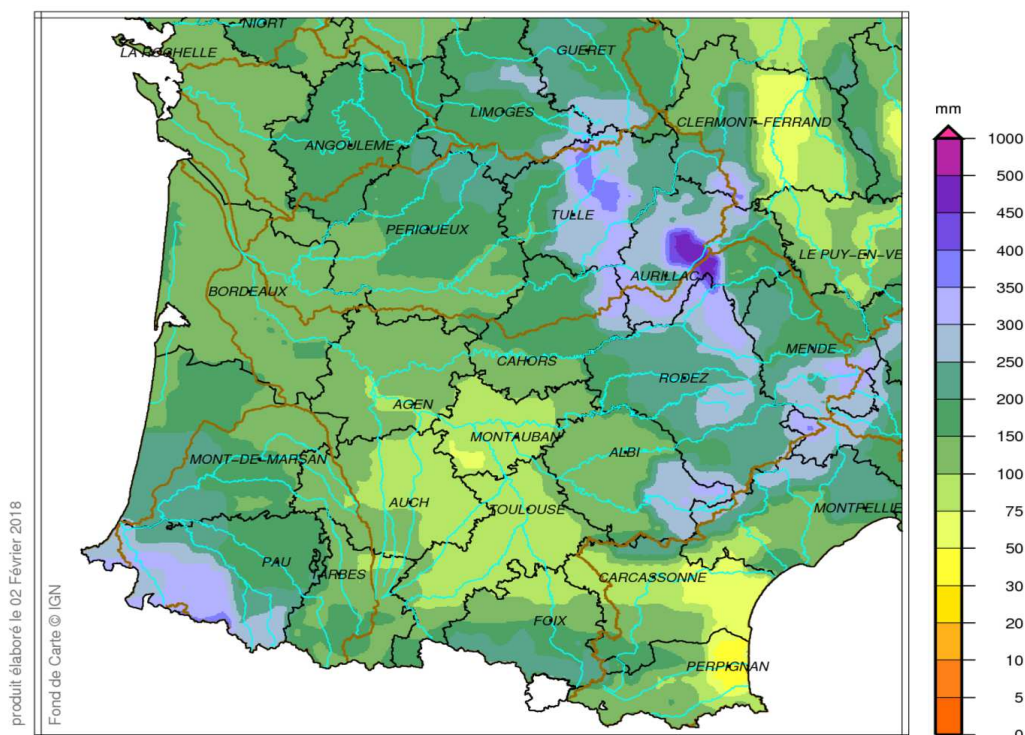 NIORT
LA ROCHELLE
GUERET
LIMOGES
CLERMONT-FERRAND
ANGOULEME
TULLE
PERIGUEUX
LE PUY-EN-VE
AURILLAC
BORDEAUX
MENDE
CAHORS
RODEZ
AGEN
MONTAUBAN
ALBI
MONT-DE-MARSAN
AUCH
TOULOUSE
MONTPELLIE
PAU
TARBES
CARCASSONNE
FOIX
PERPIGNAN
mm
1000
500
450
400
350
300
250
200
150
100
75
50
30
20
10
5
0
produit élaboré le 02 Février 2018
Fond de Carte © IGN